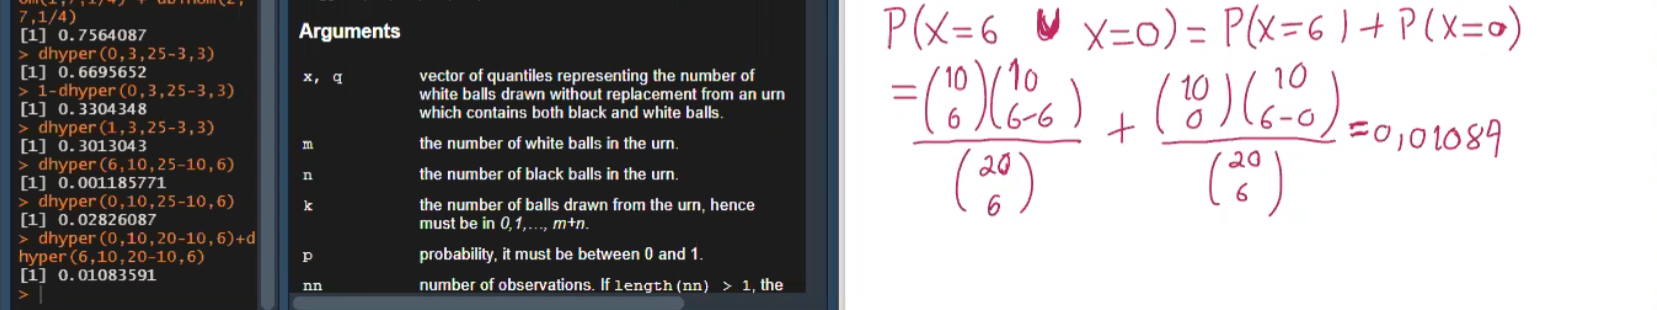 7,1/4)
[1] 0.7564087
> dhyper(0,3,25-3,3)
[1] 0.6695652
> 1-dhyper(0,3,25-3,3)
[1] 0.3304348
> dhyper(1,3,25-3,3)
[1] 0.3013043
> dhyper(6,10,25-10,6)
[1] 0.001185771
> dhyper(0,10,25-10,6)
[1] 0.02826087
> dhyper(0,10,20-10,6)+d
hyper(6,10,20-10,6)
[1] 0.01083591
>
Arguments
x, q vector of quantiles representing the number of
white balls drawn without replacement from an urn
which contains both black and white balls.
m the number of white balls in the urn.
n the number of black balls in the urn.
k the number of balls drawn from the urn, hence
must be in 0,1,..., m+n.
p probability, it must be between 0 and 1.
nn number of observations. If length(nn) > 1, the
P(X=6 ∪ X=0) = P(X=6) + P(X=0)
= (10 6)(10 6-6) / (20 6) + (10 0)(10 6-0) / (20 6) = 0,01089